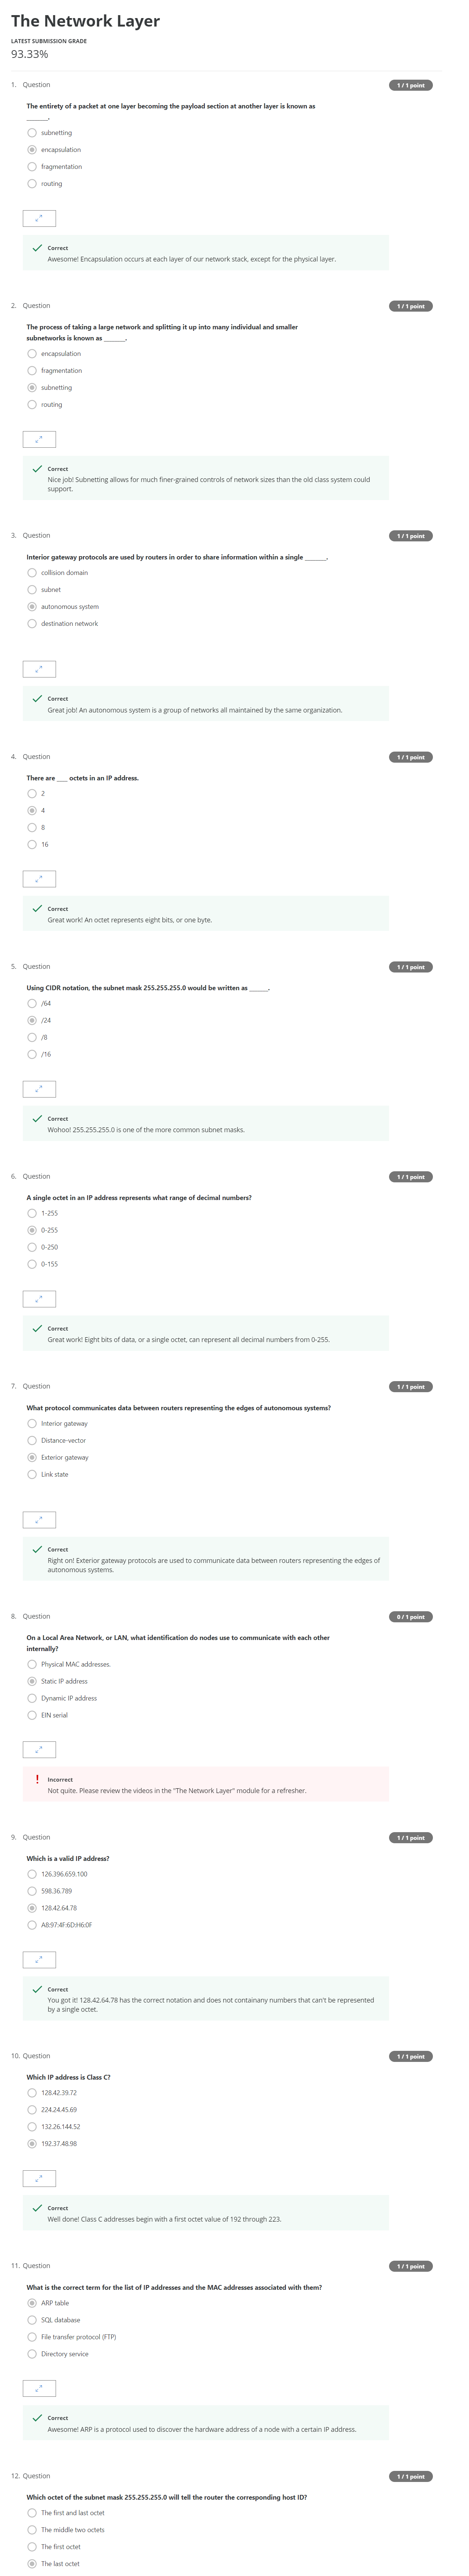 The Network Layer
LATEST SUBMISSION GRADE
93.33%
1. Question
1 / 1 point
The entirety of a packet at one layer becoming the payload section at another layer is known as
_______.
subnetting
encapsulation
fragmentation
routing
Correct
Awesome! Encapsulation occurs at each layer of our network stack, except for the physical layer.
2. Question
1 / 1 point
The process of taking a large network and splitting it up into many individual and smaller
subnetworks is known as _______.
encapsulation
fragmentation
subnetting
routing
Correct
Nice job! Subnetting allows for much finer-grained controls of network sizes than the old class system could
support.
3. Question
1 / 1 point
Interior gateway protocols are used by routers in order to share information within a single _______.
collision domain
subnet
autonomous system
destination network
Correct
Great job! An autonomous system is a group of networks all maintained by the same organization.
4. Question
1 / 1 point
There are ___ octets in an IP address.
2
4
8
16
Correct
Great work! An octet represents eight bits, or one byte.
5. Question
1 / 1 point
Using CIDR notation, the subnet mask 255.255.255.0 would be written as ______.
/64
/24
/8
/16
Correct
Wohoo! 255.255.255.0 is one of the more common subnet masks.
6. Question
1 / 1 point
A single octet in an IP address represents what range of decimal numbers?
1-255
0-255
0-250
0-155
Correct
Great work! Eight bits of data, or a single octet, can represent all decimal numbers from 0-255.
7. Question
1 / 1 point
What protocol communicates data between routers representing the edges of autonomous systems?
Interior gateway
Distance-vector
Exterior gateway
Link state
Correct
Right on! Exterior gateway protocols are used to communicate data between routers representing the edges of
autonomous systems.
8. Question
0 / 1 point
On a Local Area Network, or LAN, what identification do nodes use to communicate with each other
internally?
Physical MAC addresses.
Static IP address
Dynamic IP address
EIN serial
Incorrect
Not quite. Please review the videos in the "The Network Layer" module for a refresher.
9. Question
1 / 1 point
Which is a valid IP address?
126.396.659.100
598.36.789
128.42.64.78
A8:97:4F:6D:H6:0F
Correct
You got it! 128.42.64.78 has the correct notation and does not containany numbers that can't be represented
by a single octet.
10. Question
1 / 1 point
Which IP address is Class C?
128.42.39.72
224.24.45.69
132.26.144.52
192.37.48.98
Correct
Well done! Class C addresses begin with a first octet value of 192 through 223.
11. Question
1 / 1 point
What is the correct term for the list of IP addresses and the MAC addresses associated with them?
ARP table
SQL database
File transfer protocol (FTP)
Directory service
Correct
Awesome! ARP is a protocol used to discover the hardware address of a node with a certain IP address.
12. Question
1 / 1 point
Which octet of the subnet mask 255.255.255.0 will tell the router the corresponding host ID?
The first and last octet
The middle two octets
The first octet
The last octet